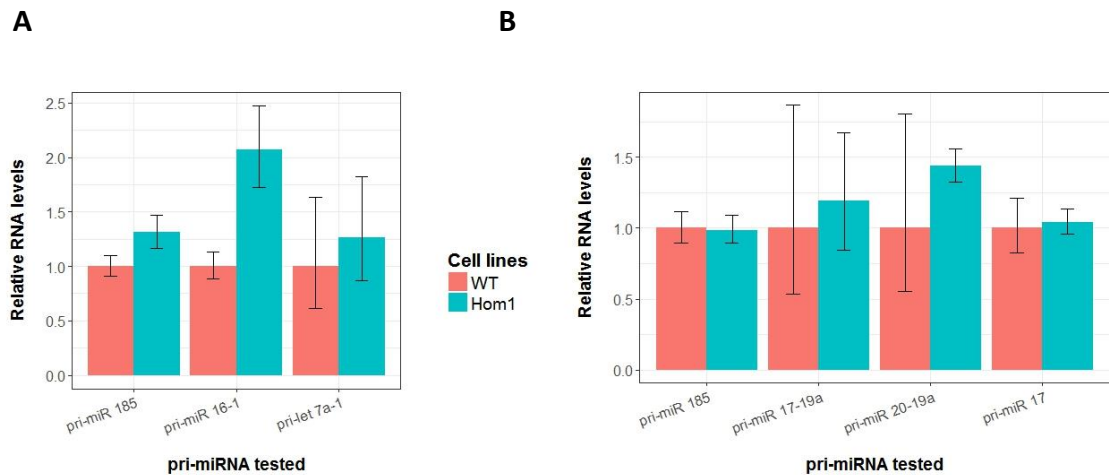 A
B
Relative RNA levels
2.5
2.0
1.5
1.0
0.5
0.0
pri-miR 185
pri-miR 16-1
pri-let 7a-1
pri-miRNA tested
Cell lines
WT
Hom1
Relative RNA levels
1.5
1.0
0.5
0.0
pri-miR 185
pri-miR 17-19a
pri-miR 20-19a
pri-miR 17
pri-miRNA tested